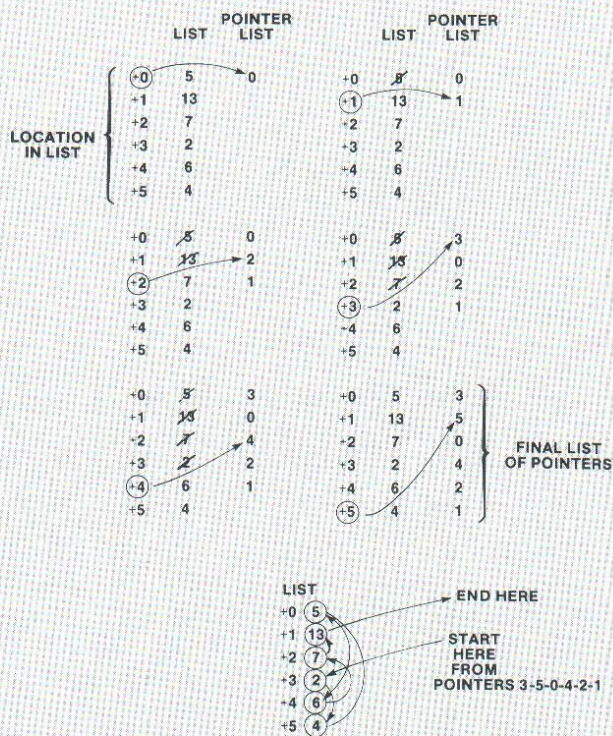 LIST POINTER LIST LIST POINTER LIST
LOCATION IN LIST
+0 5 0
+1 13
+2 7
+3 2
+4 6
+5 4
+0 5 0
+1 13 1
+2 7
+3 2
+4 6
+5 4
+0 5 0
+1 13 2
+2 7 1
+3 2
+4 6
+5 4
+0 5 3
+1 13 0
+2 7 2
+3 2 1
+4 6
+5 4
+0 5 3
+1 13 0
+2 7 4
+3 2 2
+4 6 1
+5 4
+0 5 3
+1 13 5
+2 7 0
+3 2 4
+4 6 2
+5 4 1
FINAL LIST
OF POINTERS
LIST
+0 5
+1 13
+2 7
+3 2
+4 6
+5 4
END HERE
START
HERE
FROM
POINTERS 3-5-0-4-2-1